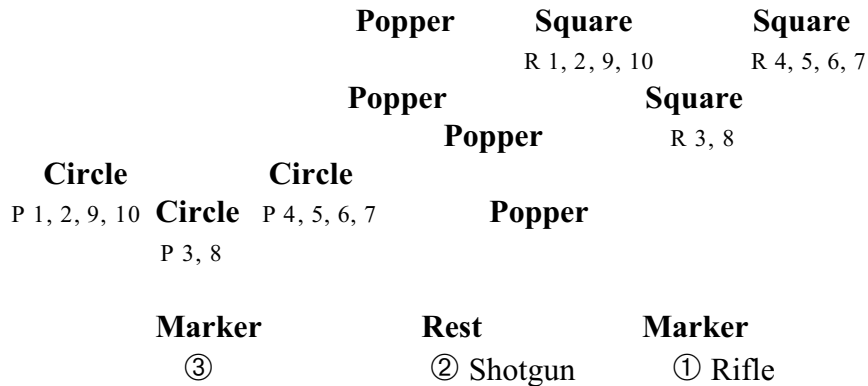 Popper Square Square
R 1, 2, 9, 10 R 4, 5, 6, 7
Popper Square
Popper R 3, 8
Circle Circle
P 1, 2, 9, 10 Circle P 4, 5, 6, 7 Popper
P 3, 8
Marker Rest Marker
③ ② Shotgun ① Rifle